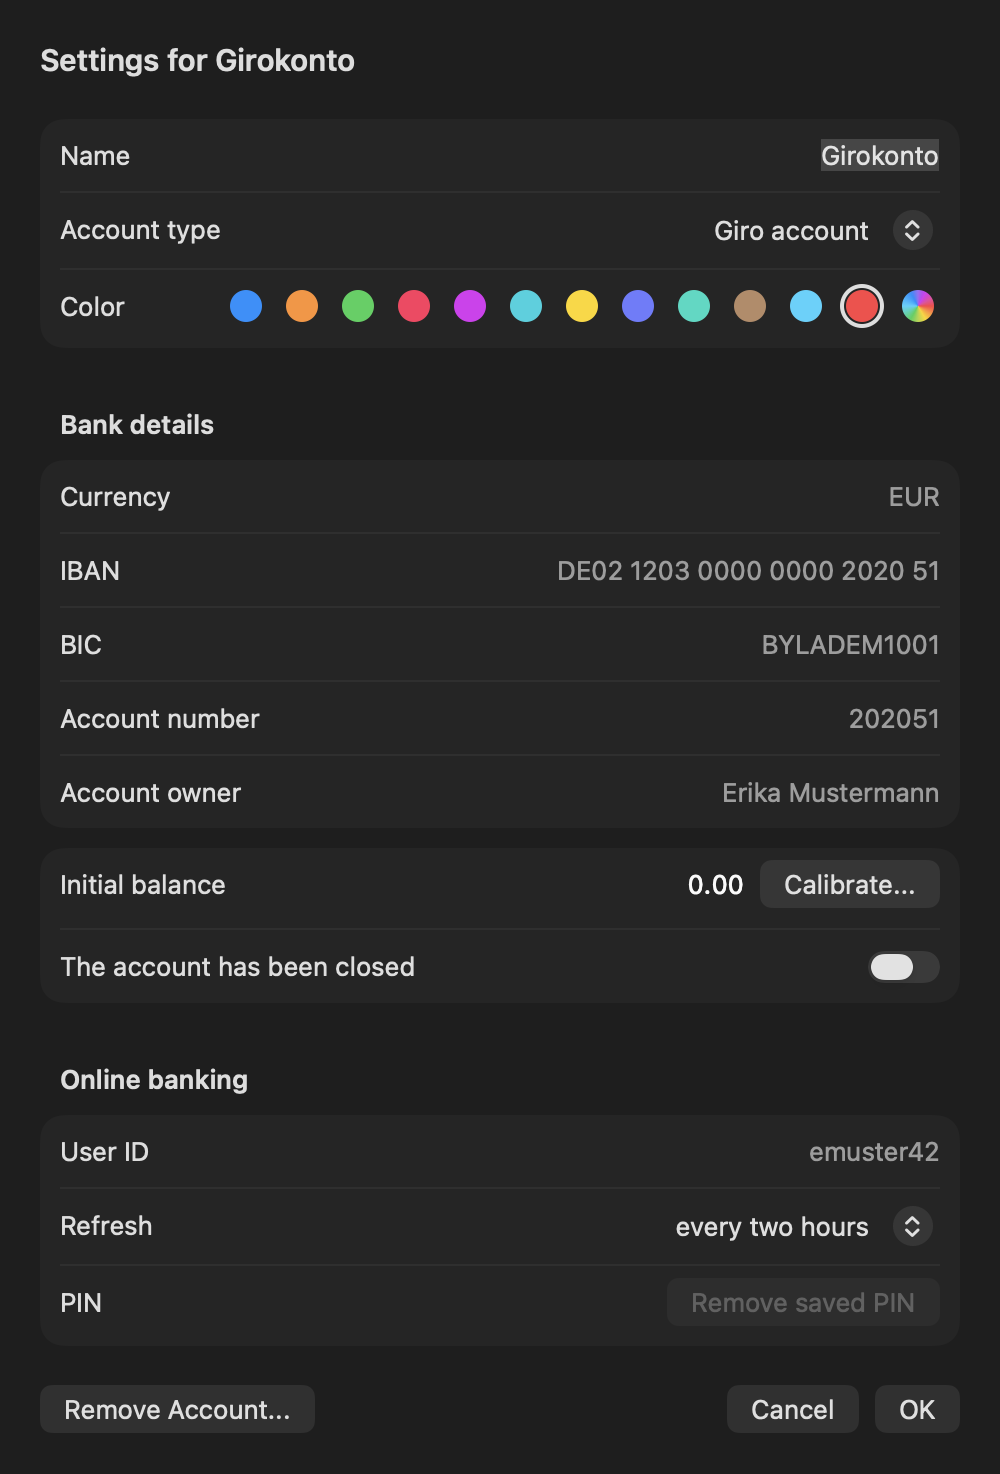 Settings for Girokonto
Name Girokonto
Account type Giro account
Color
Bank details
Currency EUR
IBAN DE02 1203 0000 0000 2020 51
BIC BYLADEM1001
Account number 202051
Account owner Erika Mustermann
Initial balance 0.00 Calibrate...
The account has been closed
Online banking
User ID emuster42
Refresh every two hours
PIN Remove saved PIN
Remove Account... Cancel OK